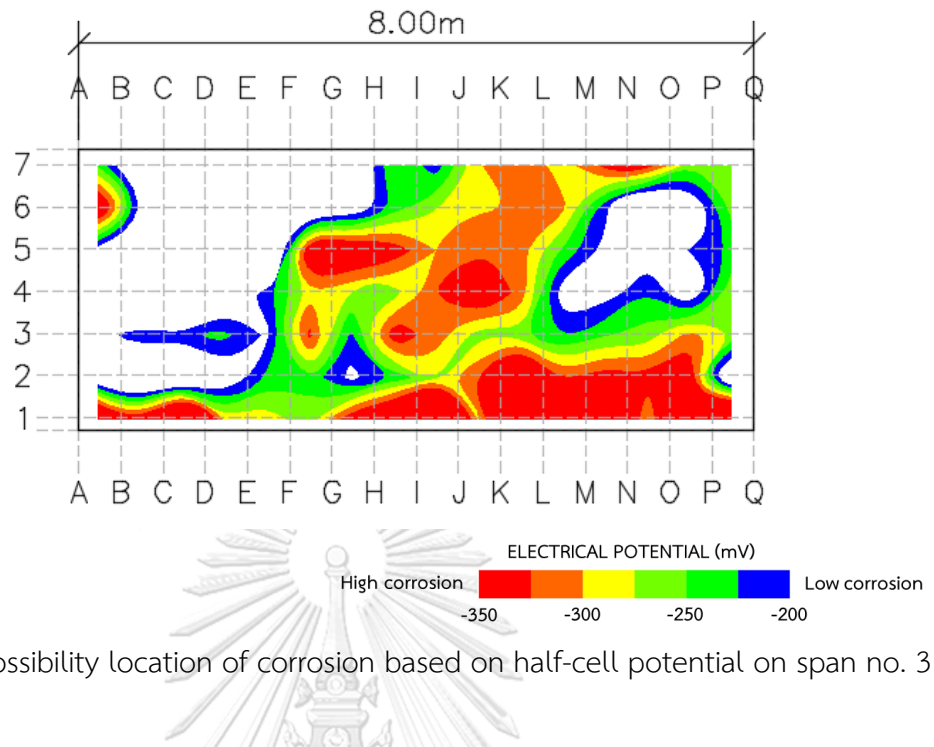 8.00m
A B C D E F G H I J K L M N O P Q
7
6
5
4
3
2
1
A B C D E F G H I J K L M N O P Q
ELECTRICAL POTENTIAL (mV)
High corrosion Low corrosion
-350 -300 -250 -200
ossibility location of corrosion based on half-cell potential on span no. 3